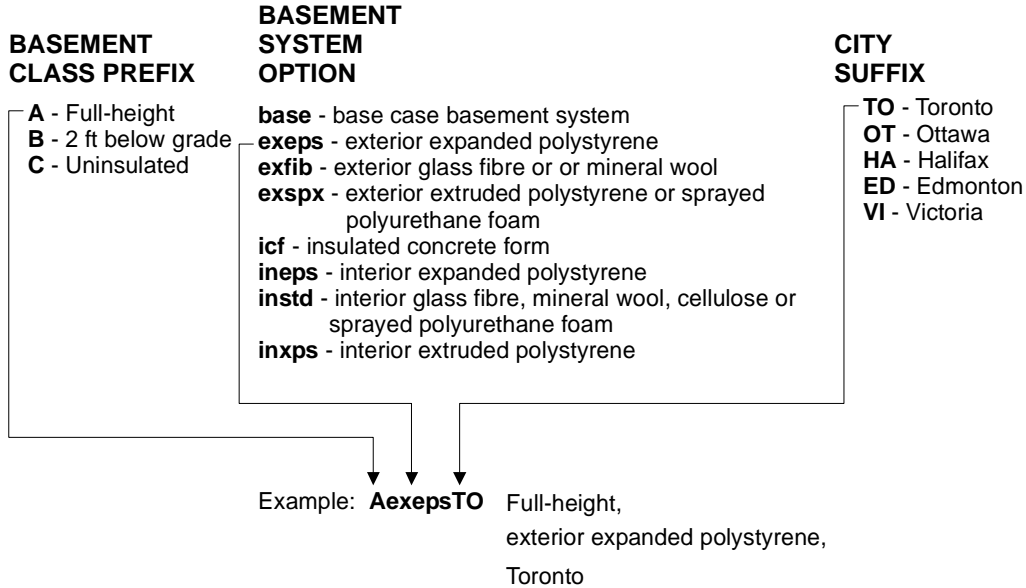 BASEMENT
CLASS PREFIX
A - Full-height
B - 2 ft below grade
C - Uninsulated
BASEMENT
SYSTEM
OPTION
base - base case basement system
exeps - exterior expanded polystyrene
exfib - exterior glass fibre or or mineral wool
exspx - exterior extruded polystyrene or sprayed
polyurethane foam
icf - insulated concrete form
ineps - interior expanded polystyrene
instd - interior glass fibre, mineral wool, cellulose or
sprayed polyurethane foam
inxps - interior extruded polystyrene
CITY
SUFFIX
TO - Toronto
OT - Ottawa
HA - Halifax
ED - Edmonton
VI - Victoria
Example: AexepsTO Full-height,
exterior expanded polystyrene,
Toronto